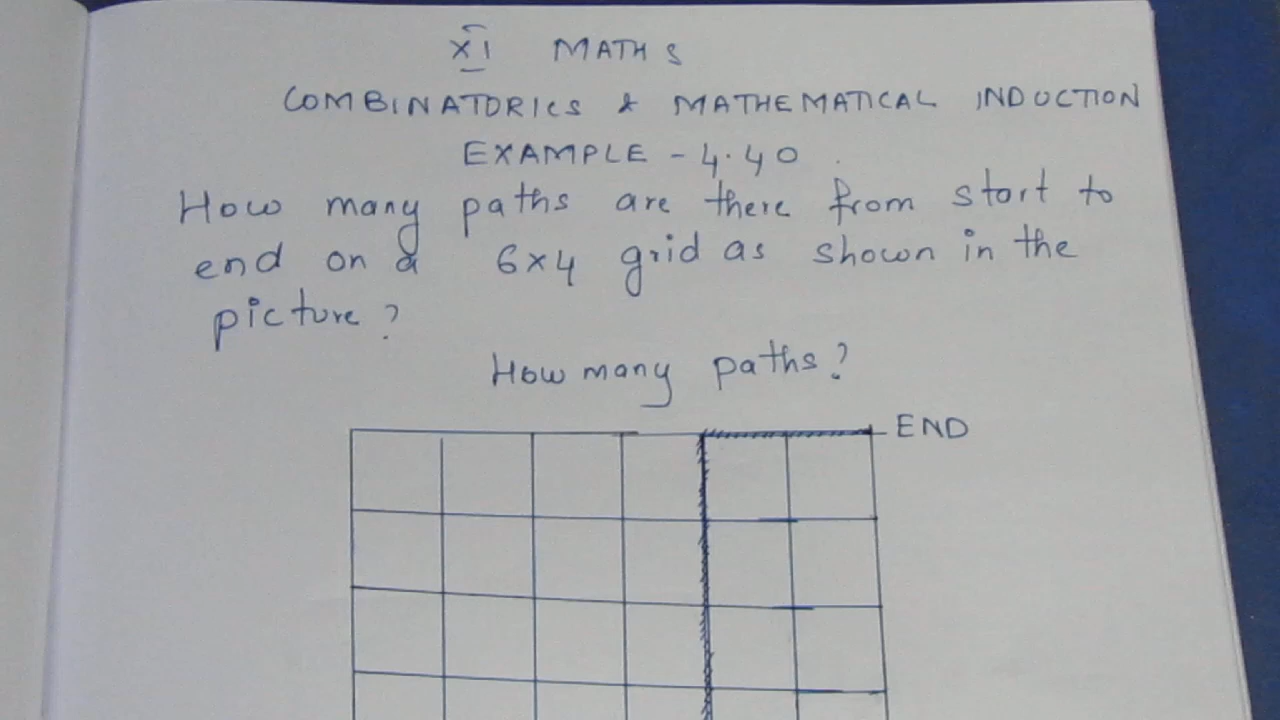 XI MATHS
COMBINATORICS & MATHEMATICAL INDUCTION
EXAMPLE - 4.40
How many paths are there from start to
end on a 6x4 grid as shown in the
picture?
How many paths?
END